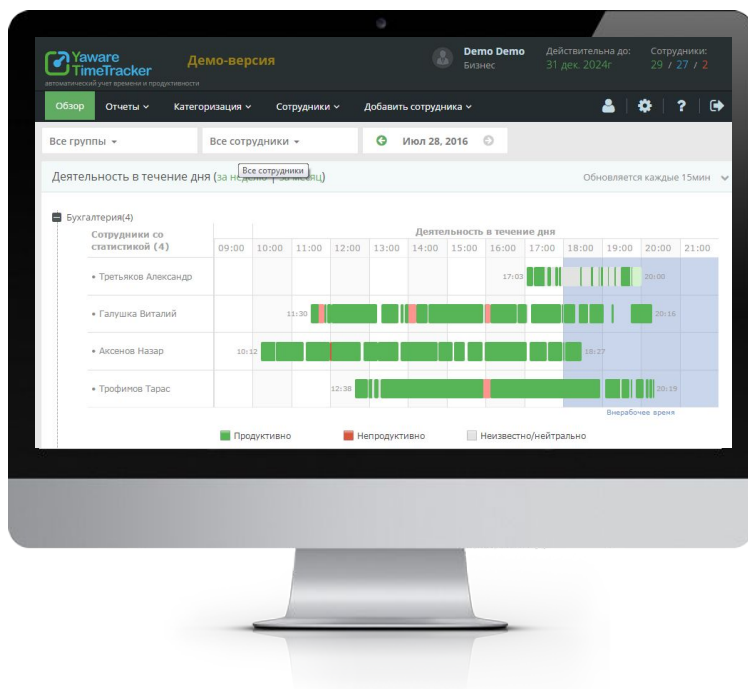 Yaware
TimeTracker
автоматический учет времени и продуктивности
Демо-версия
Demo Demo
Бизнес
Действительна до:
31 дек. 2024г
Сотрудники:
29 / 27 / 2
Обзор Отчеты Категоризация Сотрудники Добавить сотрудника ?
Все группы Все сотрудники Июл 28, 2016
Все сотрудники
Деятельность в течение дня (за неделю | за месяц) Обновляется каждые 15мин
Бухгалтерия(4)
Сотрудники со
статистикой (4)
Деятельность в течение дня
09:00 10:00 11:00 12:00 13:00 14:00 15:00 16:00 17:00 18:00 19:00 20:00 21:00
• Третьяков Александр 17:03 20:00
• Галушка Виталий 11:30 20:16
• Аксенов Назар 10:12 18:27
• Трофимов Тарас 12:38 20:19
Внерабочее время
Продуктивно Непродуктивно Неизвестно/нейтрально